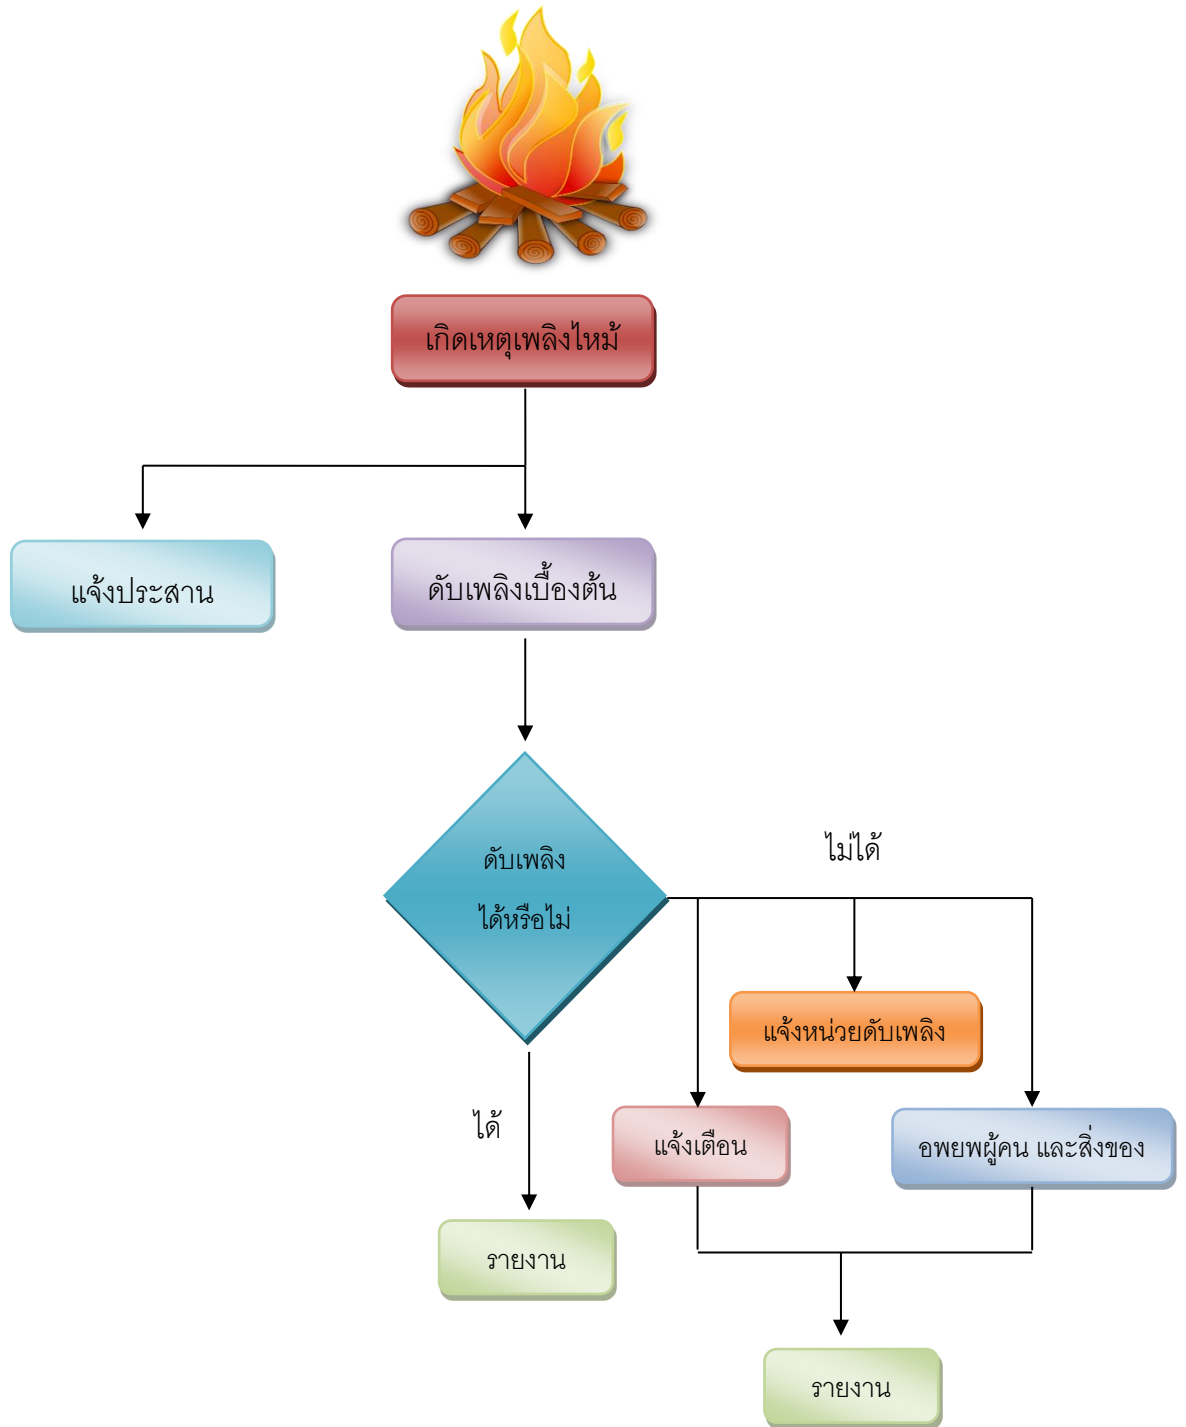 เกิดเหตุเพลิงไหม้
แจ้งประสาน
ดับเพลิงเบื้องต้น
ดับเพลิง
ได้หรือไม่
ไม่ได้
แจ้งหน่วยดับเพลิง
ได้
แจ้งเตือน
อพยพผู้คน และสิ่งของ
รายงาน
รายงาน